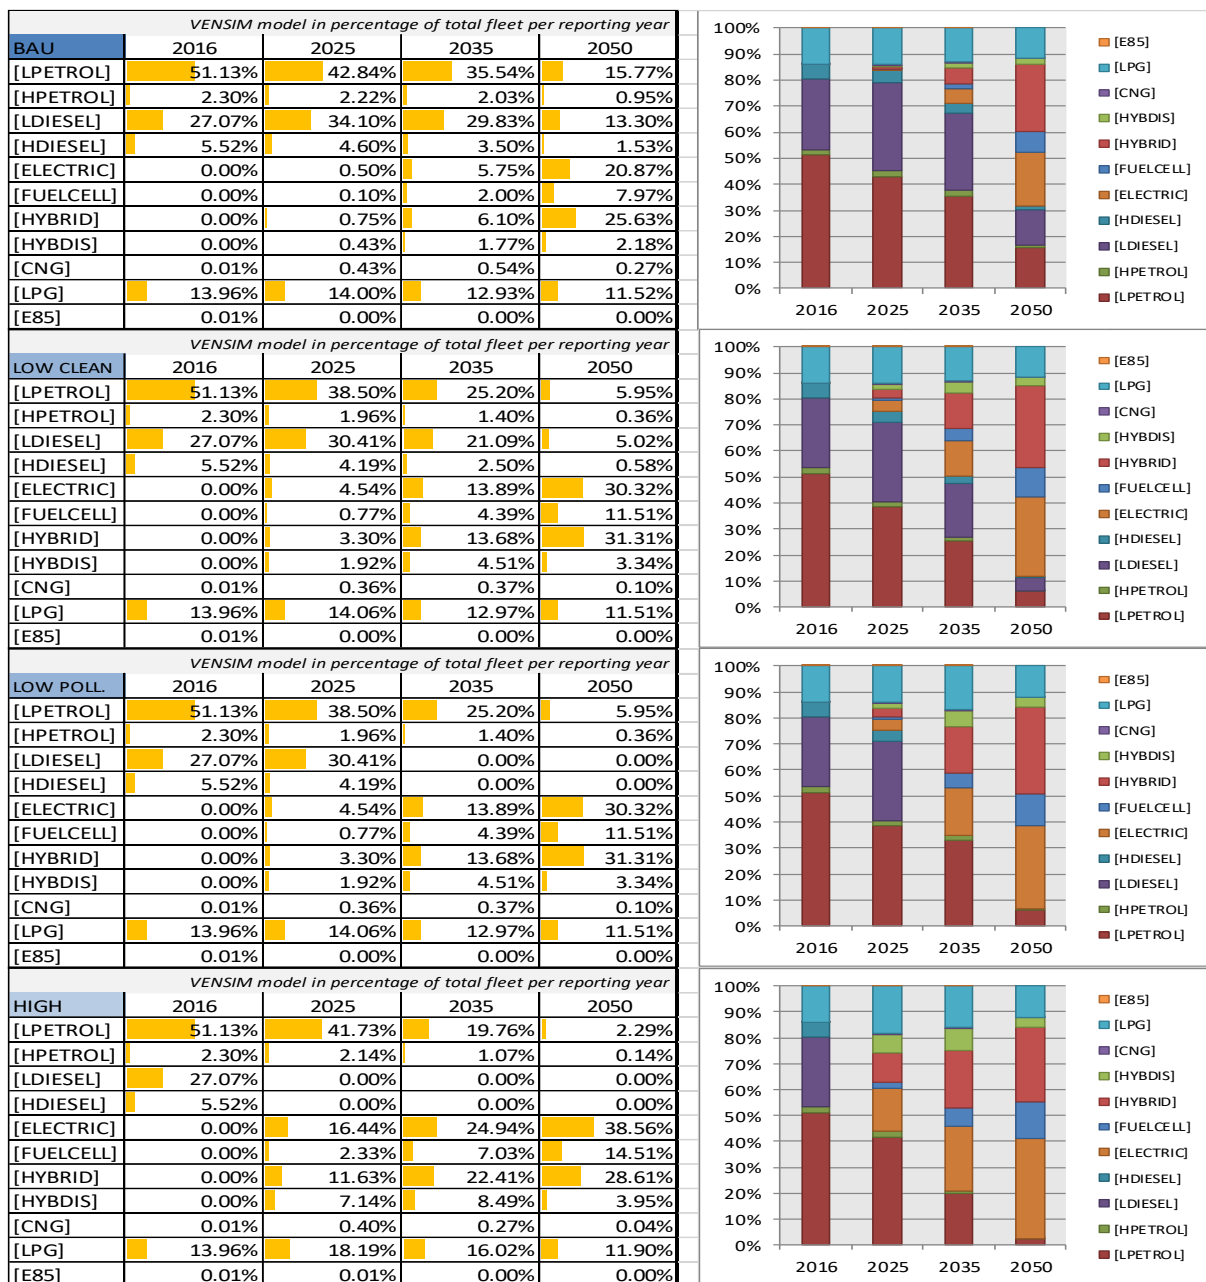 VENSIM model in percentage of total fleet per reporting year
BAU 2016 2025 2035 2050
[LPETROL] 51.13% 42.84% 35.54% 15.77%
[HPETROL] 2.30% 2.22% 2.03% 0.95%
[LDIESEL] 27.07% 34.10% 29.83% 13.30%
[HDIESEL] 5.52% 4.60% 3.50% 1.53%
[ELECTRIC] 0.00% 0.50% 5.75% 20.87%
[FUELCELL] 0.00% 0.10% 2.00% 7.97%
[HYBRID] 0.00% 0.75% 6.10% 25.63%
[HYBDIS] 0.00% 0.43% 1.77% 2.18%
[CNG] 0.01% 0.43% 0.54% 0.27%
[LPG] 13.96% 14.00% 12.93% 11.52%
[E85] 0.01% 0.00% 0.00% 0.00%
100%
90%
80%
70%
60%
50%
40%
30%
20%
10%
0%
2016 2025 2035 2050
[E85]
[LPG]
[CNG]
[HYBDIS]
[HYBRID]
[FUELCELL]
[ELECTRIC]
[HDIESEL]
[LDIESEL]
[HPETROL]
[LPETROL]
VENSIM model in percentage of total fleet per reporting year
LOW CLEAN 2016 2025 2035 2050
[LPETROL] 51.13% 38.50% 25.20% 5.95%
[HPETROL] 2.30% 1.96% 1.40% 0.36%
[LDIESEL] 27.07% 30.41% 21.09% 5.02%
[HDIESEL] 5.52% 4.19% 2.50% 0.58%
[ELECTRIC] 0.00% 4.54% 13.89% 30.32%
[FUELCELL] 0.00% 0.77% 4.39% 11.51%
[HYBRID] 0.00% 3.30% 13.68% 31.31%
[HYBDIS] 0.00% 1.92% 4.51% 3.34%
[CNG] 0.01% 0.36% 0.37% 0.10%
[LPG] 13.96% 14.06% 12.97% 11.51%
[E85] 0.01% 0.00% 0.00% 0.00%
100%
90%
80%
70%
60%
50%
40%
30%
20%
10%
0%
2016 2025 2035 2050
[E85]
[LPG]
[CNG]
[HYBDIS]
[HYBRID]
[FUELCELL]
[ELECTRIC]
[HDIESEL]
[LDIESEL]
[HPETROL]
[LPETROL]
VENSIM model in percentage of total fleet per reporting year
LOW POLL. 2016 2025 2035 2050
[LPETROL] 51.13% 38.50% 25.20% 5.95%
[HPETROL] 2.30% 1.96% 1.40% 0.36%
[LDIESEL] 27.07% 30.41% 0.00% 0.00%
[HDIESEL] 5.52% 4.19% 0.00% 0.00%
[ELECTRIC] 0.00% 4.54% 13.89% 30.32%
[FUELCELL] 0.00% 0.77% 4.39% 11.51%
[HYBRID] 0.00% 3.30% 13.68% 31.31%
[HYBDIS] 0.00% 1.92% 4.51% 3.34%
[CNG] 0.01% 0.36% 0.37% 0.10%
[LPG] 13.96% 14.06% 12.97% 11.51%
[E85] 0.01% 0.00% 0.00% 0.00%
100%
90%
80%
70%
60%
50%
40%
30%
20%
10%
0%
2016 2025 2035 2050
[E85]
[LPG]
[CNG]
[HYBDIS]
[HYBRID]
[FUELCELL]
[ELECTRIC]
[HDIESEL]
[LDIESEL]
[HPETROL]
[LPETROL]
VENSIM model in percentage of total fleet per reporting year
HIGH 2016 2025 2035 2050
[LPETROL] 51.13% 41.73% 19.76% 2.29%
[HPETROL] 2.30% 2.14% 1.07% 0.14%
[LDIESEL] 27.07% 0.00% 0.00% 0.00%
[HDIESEL] 5.52% 0.00% 0.00% 0.00%
[ELECTRIC] 0.00% 16.44% 24.94% 38.56%
[FUELCELL] 0.00% 2.33% 7.03% 14.51%
[HYBRID] 0.00% 11.63% 22.41% 28.61%
[HYBDIS] 0.00% 7.14% 8.49% 3.95%
[CNG] 0.01% 0.40% 0.27% 0.04%
[LPG] 13.96% 18.19% 16.02% 11.90%
[E85] 0.01% 0.01% 0.00% 0.00%
100%
90%
80%
70%
60%
50%
40%
30%
20%
10%
0%
2016 2025 2035 2050
[E85]
[LPG]
[CNG]
[HYBDIS]
[HYBRID]
[FUELCELL]
[ELECTRIC]
[HDIESEL]
[LDIESEL]
[HPETROL]
[LPETROL]